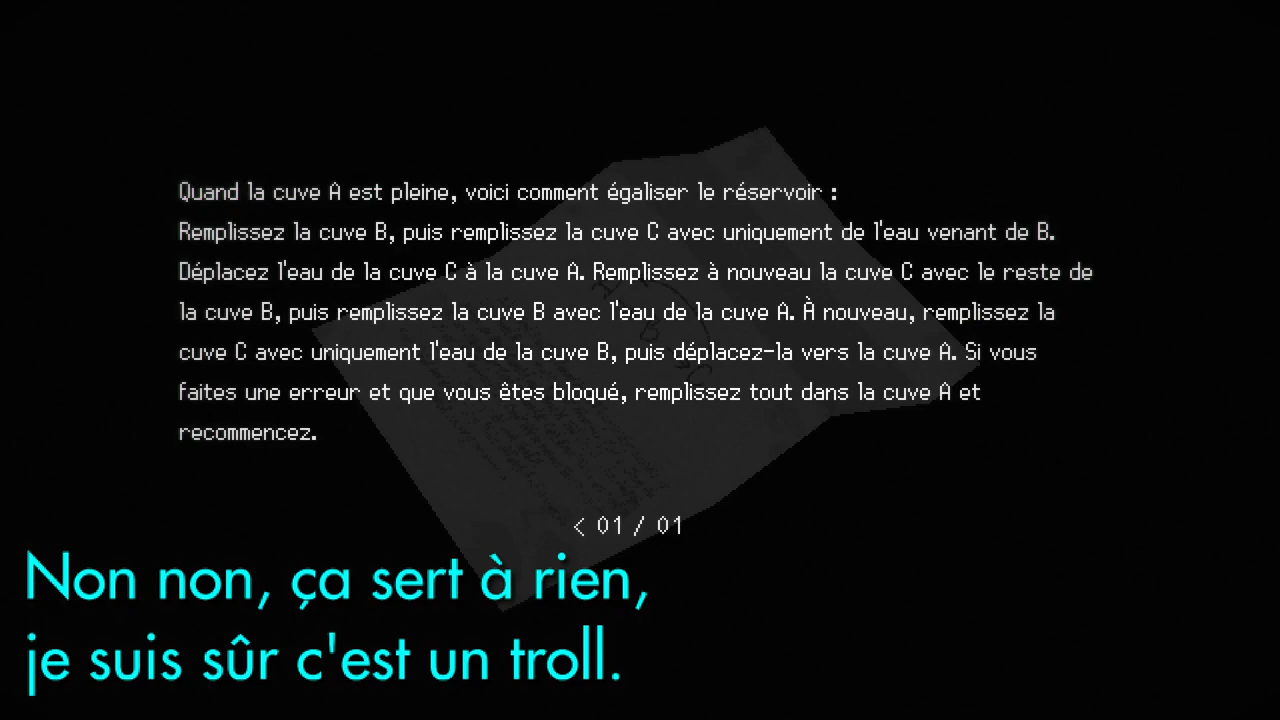 Quand la cuve A est pleine, voici comment égaliser le réservoir :
Remplissez la cuve B, puis remplissez la cuve C avec uniquement de l'eau venant de B.
Déplacez l'eau de la cuve C à la cuve A. Remplissez à nouveau la cuve C avec le reste de
la cuve B, puis remplissez la cuve B avec l'eau de la cuve A. À nouveau, remplissez la
cuve C avec uniquement l'eau de la cuve B, puis déplacez-la vers la cuve A. Si vous
faites une erreur et que vous êtes bloqué, remplissez tout dans la cuve A et
recommencez.
< 01 / 01
Non non, ça sert à rien,
je suis sûr c'est un troll.